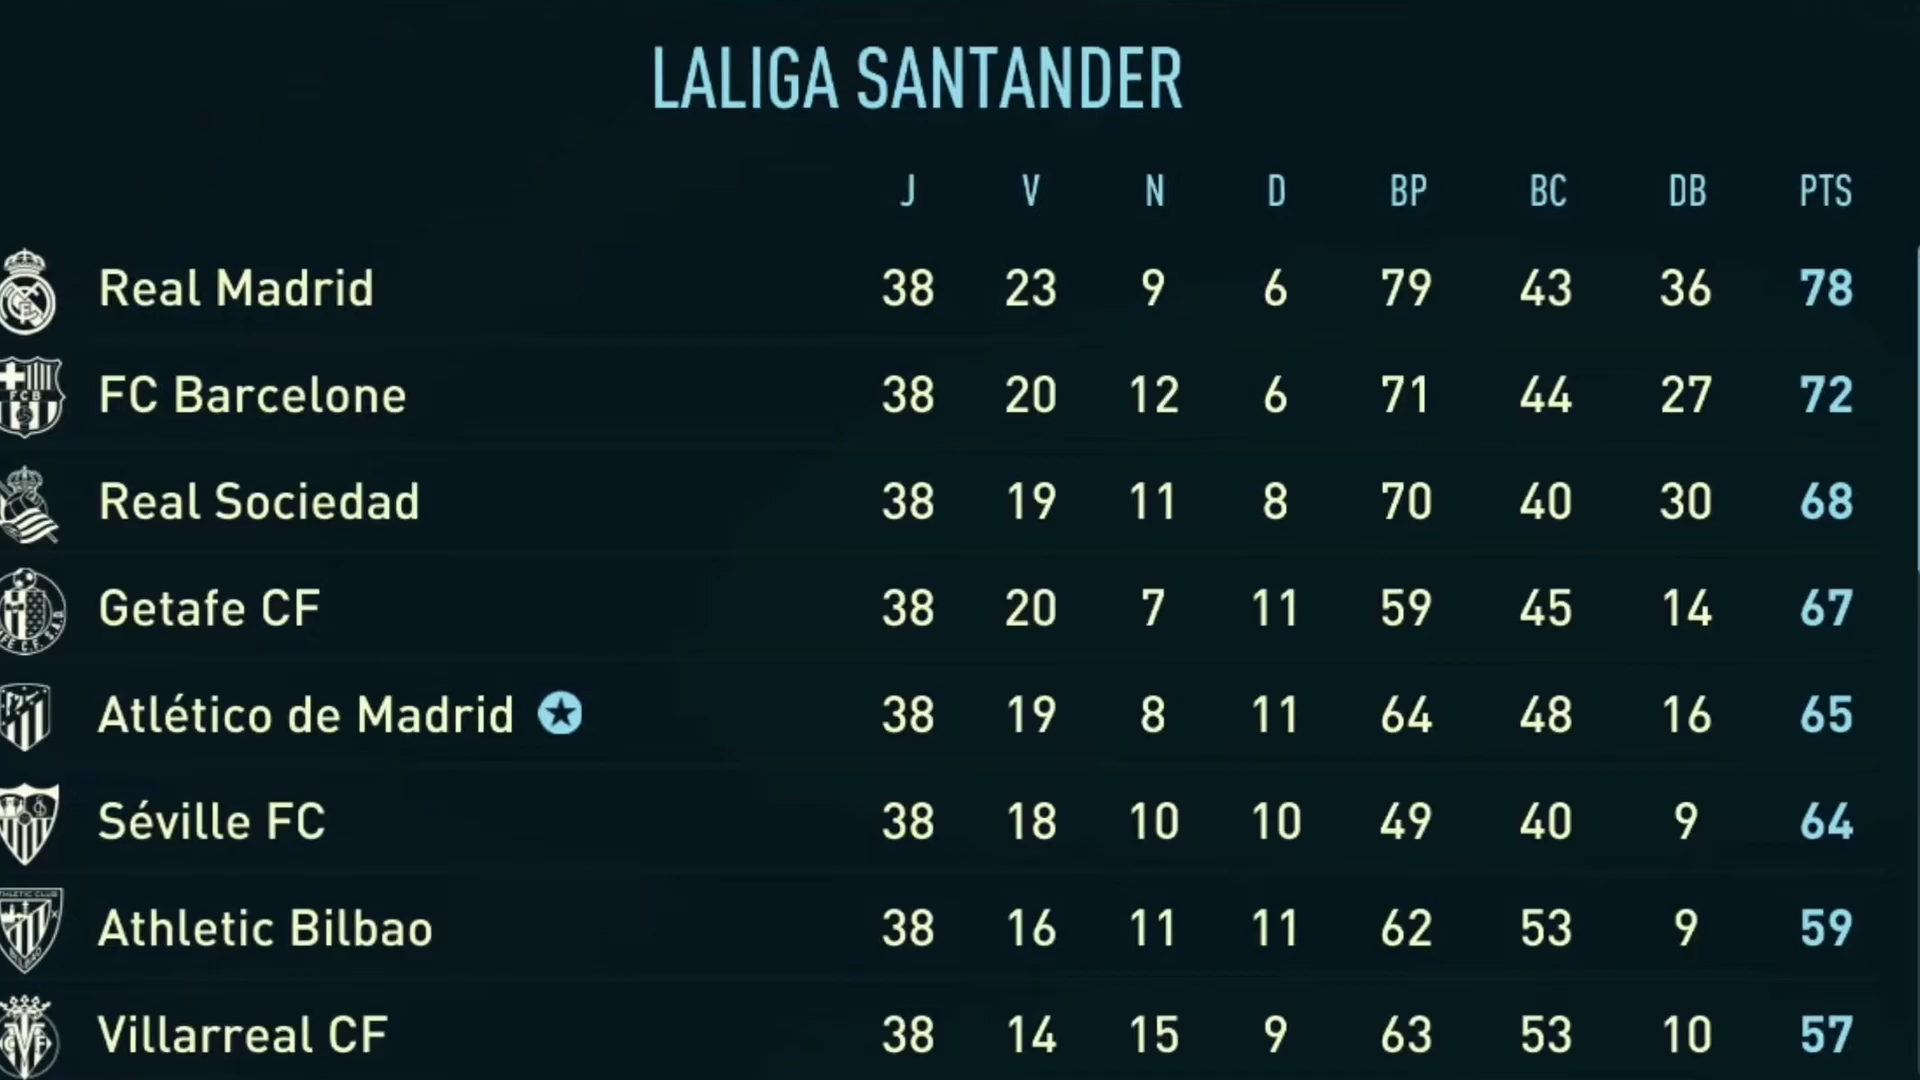 LALIGA SANTANDER
J V N D BP BC DB PTS
Real Madrid 38 23 9 6 79 43 36 78
FCB
FC Barcelone 38 20 12 6 71 44 27 72
Real Sociedad 38 19 11 8 70 40 30 68
Getafe CF 38 20 7 11 59 45 14 67
Atlético de Madrid 38 19 8 11 64 48 16 65
Séville FC 38 18 10 10 49 40 9 64
Athletic Bilbao 38 16 11 11 62 53 9 59
Villarreal CF 38 14 15 9 63 53 10 57